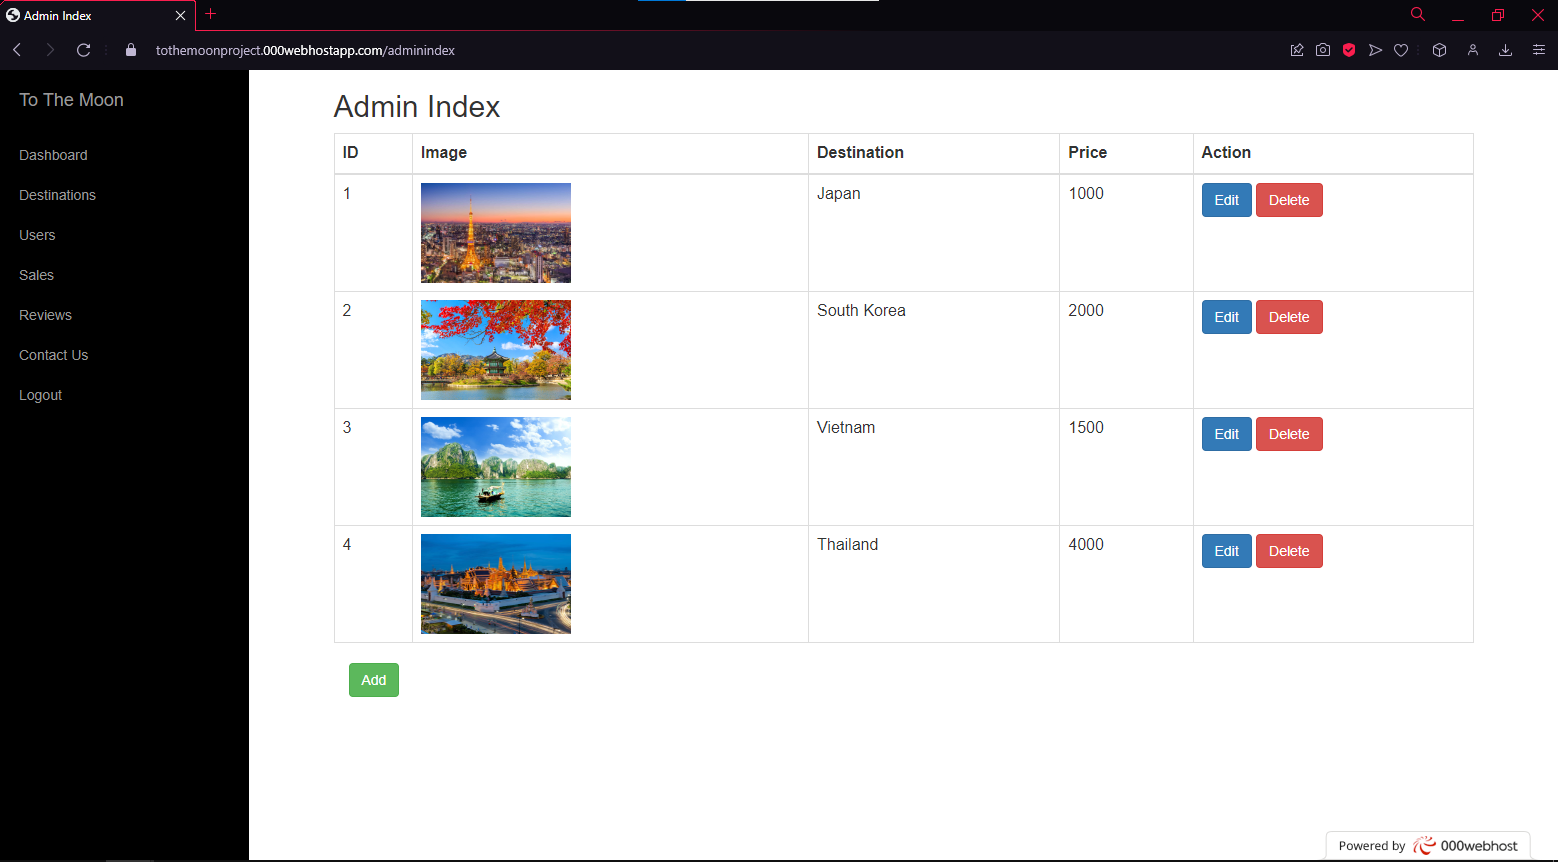 Admin Index
tothemoonproject.000webhostapp.com/adminindex
To The Moon
Dashboard
Destinations
Users
Sales
Reviews
Contact Us
Logout
Admin Index
ID Image Destination Price Action
1 Japan 1000 Edit Delete
2 South Korea 2000 Edit Delete
3 Vietnam 1500 Edit Delete
4 Thailand 4000 Edit Delete
Add
Powered by 000webhost